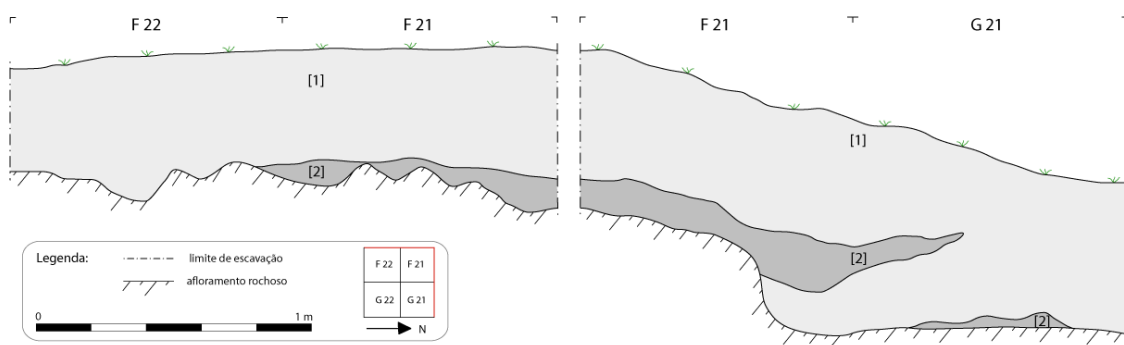 F 22 F 21 F 21 G 21
[1]
[1]
[2]
[2]
[2]
Legenda:
limite de escavação
afloramento rochoso
0 1 m
F 22 F 21
G 22 G 21
N